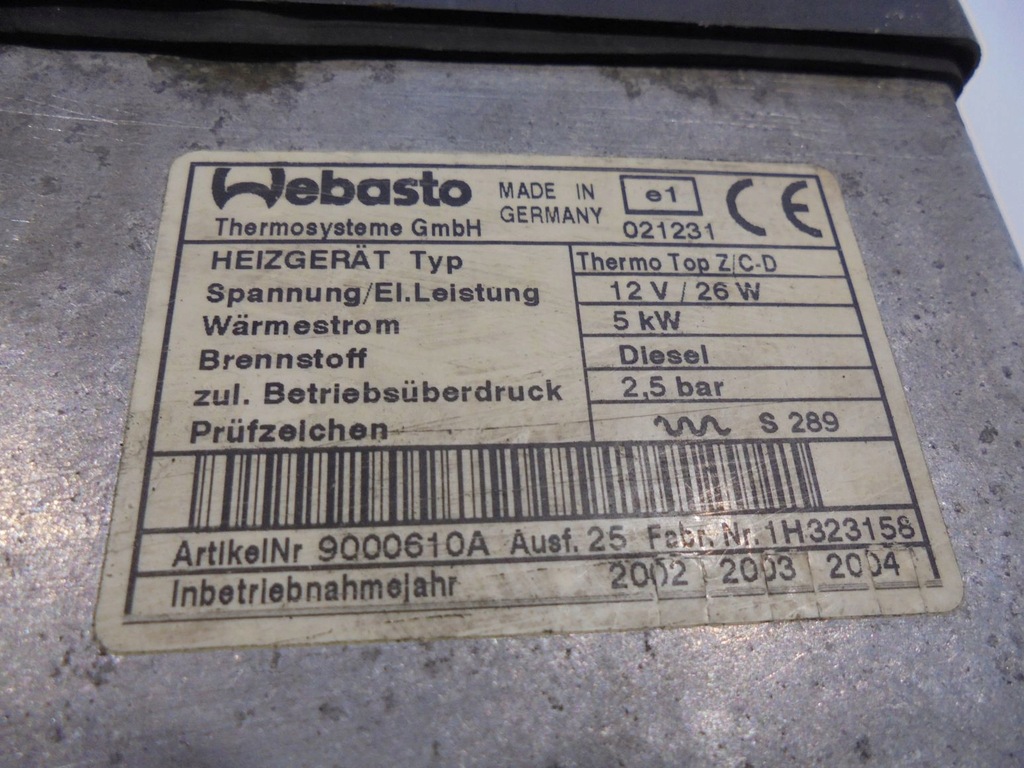 Webasto MADE IN e1 CE
Thermosysteme GmbH GERMANY 021231
HEIZGERÄT Typ Thermo Top Z/C-D
Spannung/El.Leistung 12 V / 26 W
Wärmestrom 5 kW
Brennstoff Diesel
zul. Betriebsüberdruck 2,5 bar
Prüfzeichen S 289
ArtikelNr 9000610A Ausf. 25 Fabr. Nr. 1H323158
Inbetriebnahmejahr 2002 2003 2004